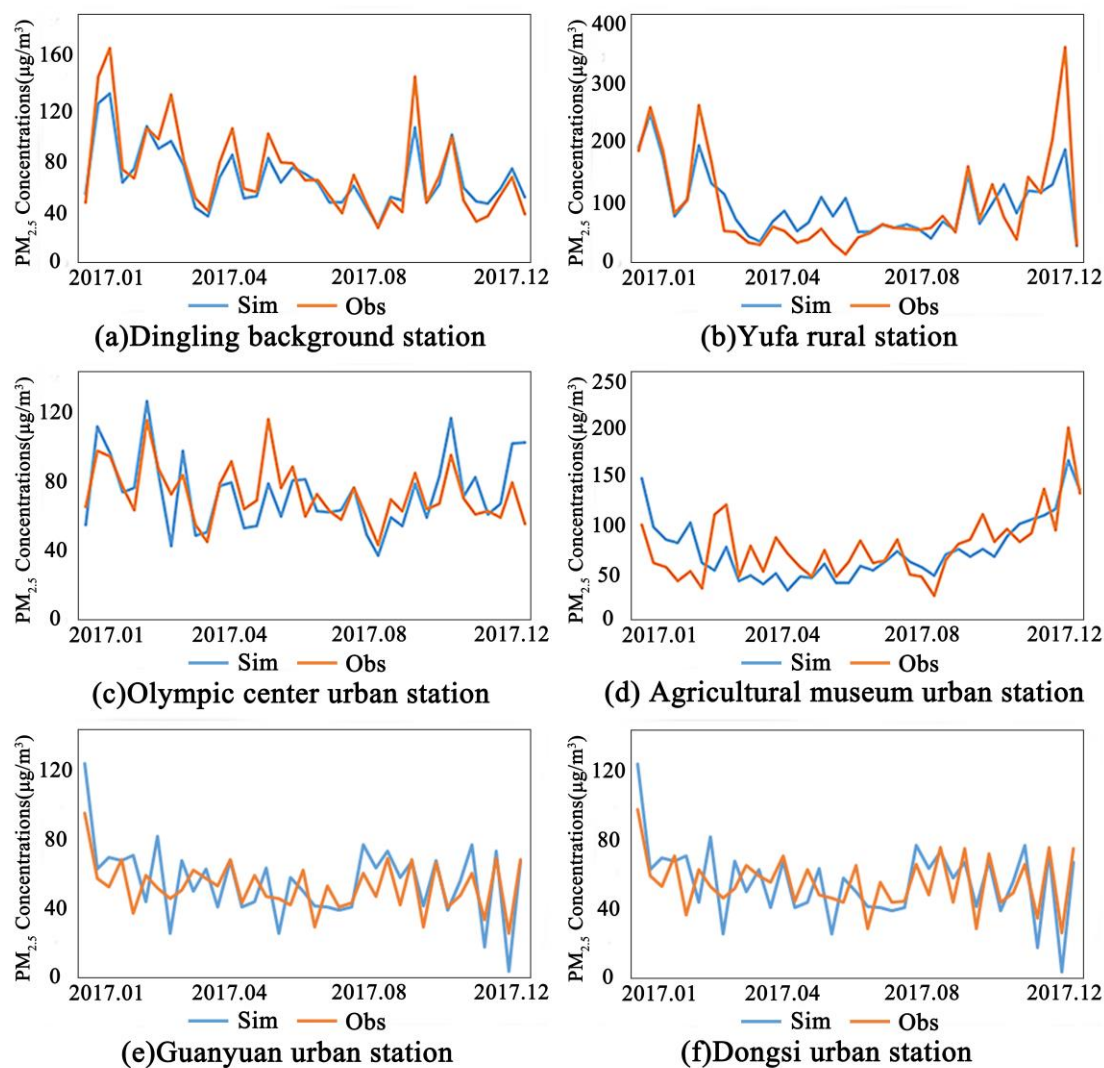 PM2.5 Concentrations(μg/m³)
160
120
80
40
0
2017.01 2017.04 2017.08 2017.12
Sim Obs
(a)Dingling background station
PM2.5 Concentrations(μg/m³)
400
300
200
100
0
2017.01 2017.04 2017.08 2017.12
Sim Obs
(b)Yufa rural station
PM2.5 Concentrations(μg/m³)
120
80
40
0
2017.01 2017.04 2017.08 2017.12
Sim Obs
(c)Olympic center urban station
PM2.5 Concentrations(μg/m³)
250
200
150
100
50
0
2017.01 2017.04 2017.08 2017.12
Sim Obs
(d) Agricultural museum urban station
PM2.5 Concentrations(μg/m³)
120
80
40
0
2017.01 2017.04 2017.08 2017.12
Sim Obs
(e)Guanyuan urban station
PM2.5 Concentrations(μg/m³)
120
80
40
0
2017.01 2017.04 2017.08 2017.12
Sim Obs
(f)Dongsi urban station